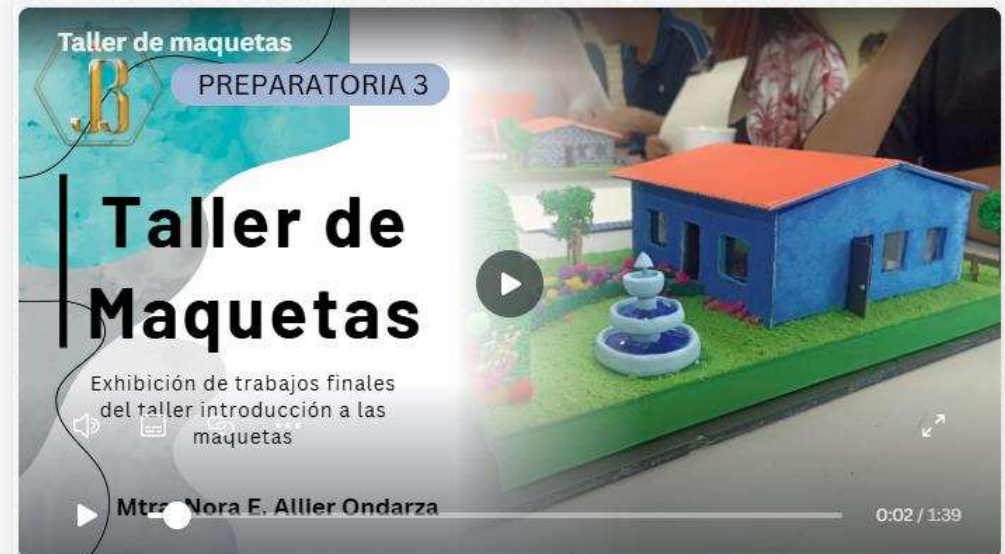 Taller de maquetas
JB
PREPARATORIA 3
Taller de
Maquetas
Exhibición de trabajos finales
del taller introducción a las
maquetas
Mtra. Nora E. Allier Ondarza
0:02 / 1:39